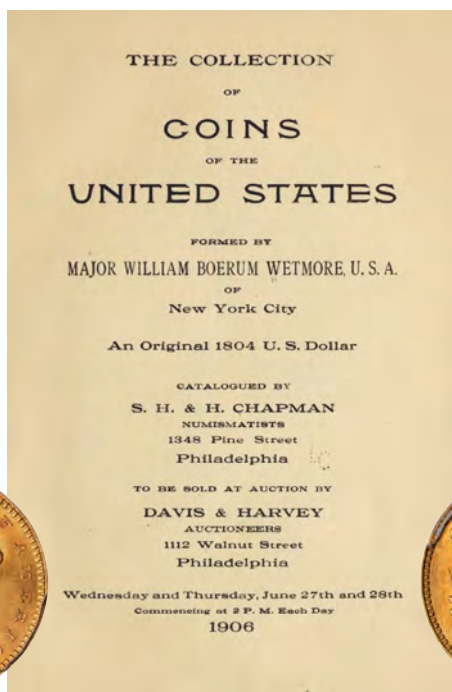 THE COLLECTION
OF
COINS
OF THE
UNITED STATES
FORMED BY
MAJOR WILLIAM BOERUM WETMORE, U. S. A.
OF
New York City
An Original 1804 U. S. Dollar
CATALOGUED BY
S. H. & H. CHAPMAN
NUMISMATISTS
1348 Pine Street
Philadelphia
TO BE SOLD AT AUCTION BY
DAVIS & HARVEY
AUCTIONEERS
1112 Walnut Street
Philadelphia
Wednesday and Thursday, June 27th and 28th
Commencing at 2 P. M. Each Day
1906